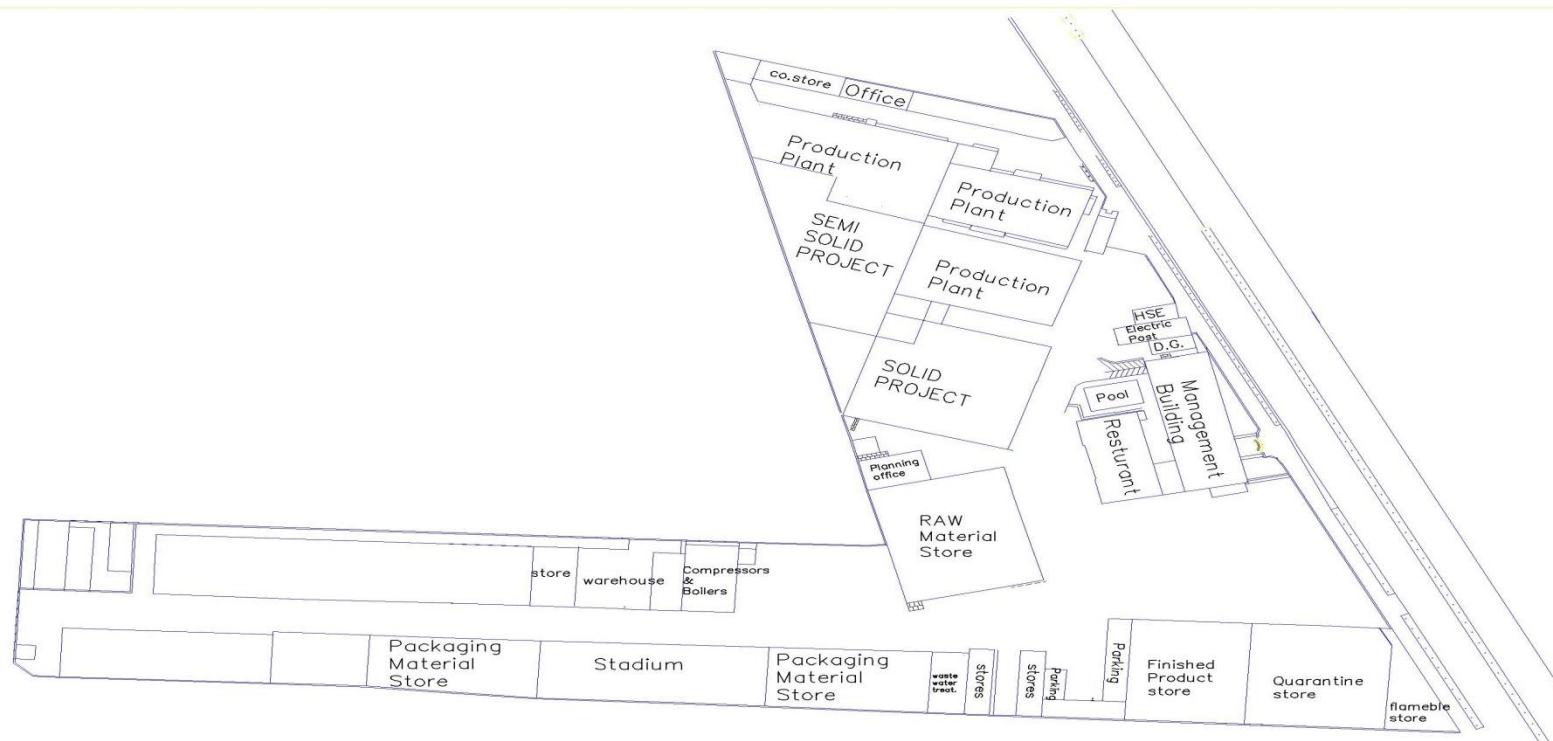 co.store
Office
Production
Plant
Production
Plant
SEMI
SOLID
PROJECT
Production
Plant
HSE
Electric
Post
D.G.
SOLID
PROJECT
Pool
Management
Building
Resturant
Planning
office
RAW
Material
Store
store
warehouse
Compressors
&
Boilers
Packaging
Material
Store
Stadium
Packaging
Material
Store
waste
water
treat.
stores
stores
Parking
Parking
Finished
Product
store
Quarantine
store
flameble
store